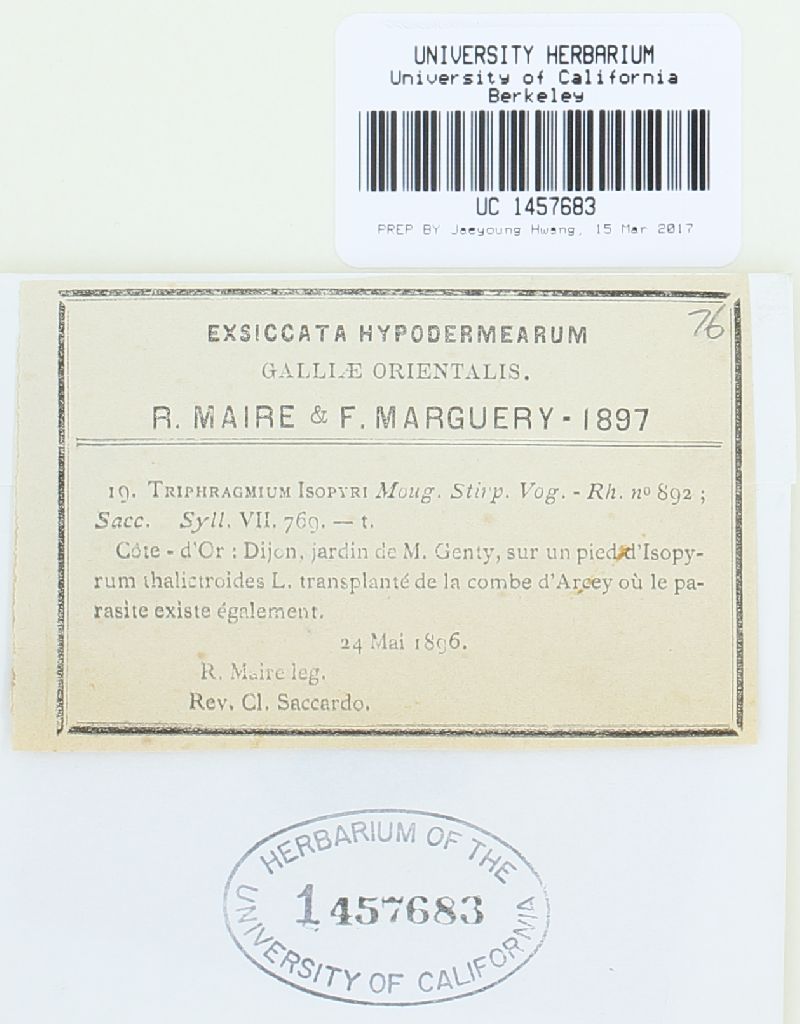 UNIVERSITY HERBARIUM
University of California
Berkeley
UC 1457683
PREP BY Jaeyoung Hwang, 15 Mar 2017
76
EXSICCATA HYPODERMEARUM
GALLIÆ ORIENTALIS.
R. MAIRE & F. MARGUERY - 1897
19. TRIPHRAGMIUM ISOPYRI Moug. Stirp. Vog. - Rh. nº 892 ;
Sacc. Syll. VII. 769. — t.
Côte - d'Or : Dijon, jardin de M. Genty, sur un pied d'Isopy-
rum thalictroides L. transplanté de la combe d'Arcey où le pa-
rasite existe également.
24 Mai 1896.
R. Maire leg.
Rev. Cl. Saccardo.
HERBARIUM OF THE
1457683
UNIVERSITY OF CALIFORNIA